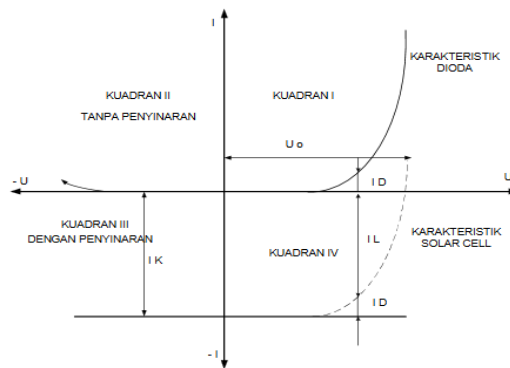 I
KUADRAN II
TANPA PENYINARAN
KUADRAN I
KARAKTERISTIK
DIODA
U o
- U
U
I D
KUADRAN III
DENGAN PENYINARAN
I K
KUADRAN IV
I L
KARAKTERISTIK
SOLAR CELL
I D
- I